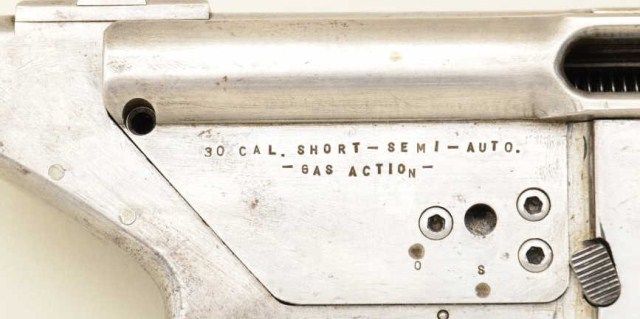 30 CAL. SHORT-SEMI-AUTO.
-GAS ACTION-
O S